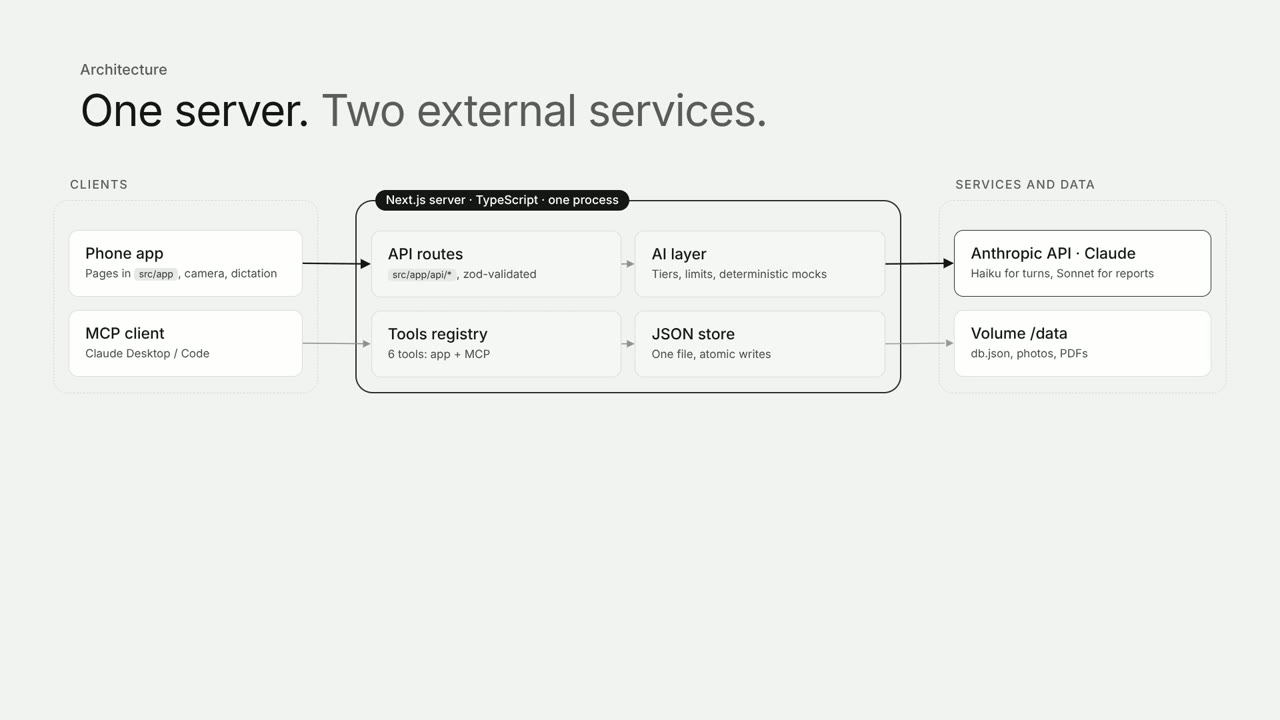 Architecture
One server. Two external services.
CLIENTS
Phone app
Pages in src/app, camera, dictation
MCP client
Claude Desktop / Code
Next.js server · TypeScript · one process
API routes
src/app/api/*, zod-validated
AI layer
Tiers, limits, deterministic mocks
Tools registry
6 tools: app + MCP
JSON store
One file, atomic writes
SERVICES AND DATA
Anthropic API · Claude
Haiku for turns, Sonnet for reports
Volume /data
db.json, photos, PDFs